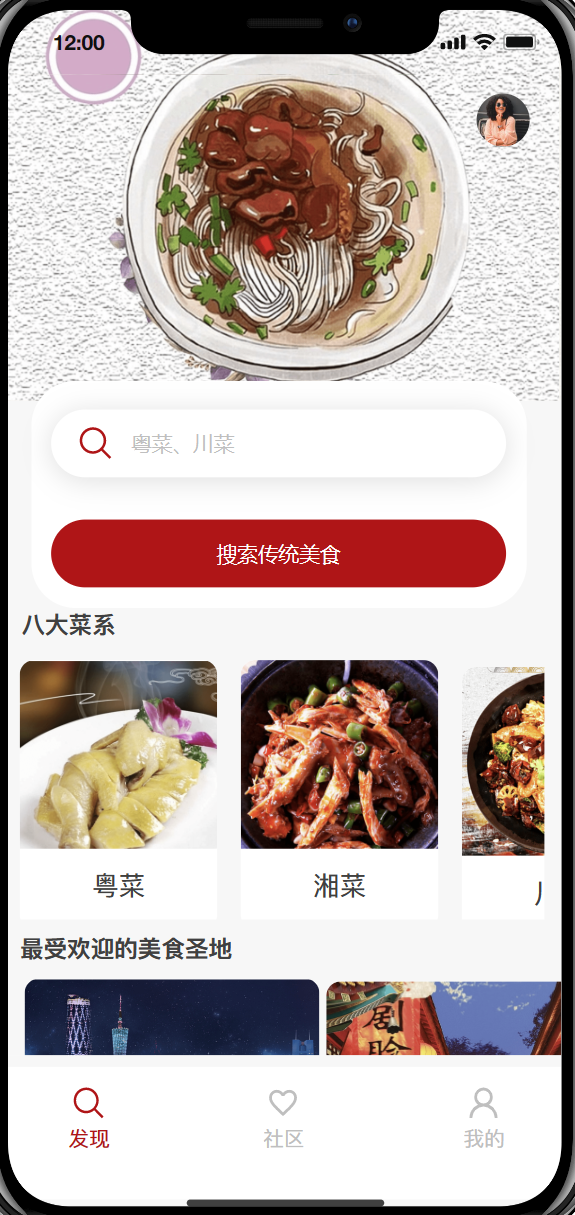 12:00
粤菜、川菜
搜索传统美食
八大菜系
粤菜
湘菜
最受欢迎的美食圣地
剧
发现
社区
我的